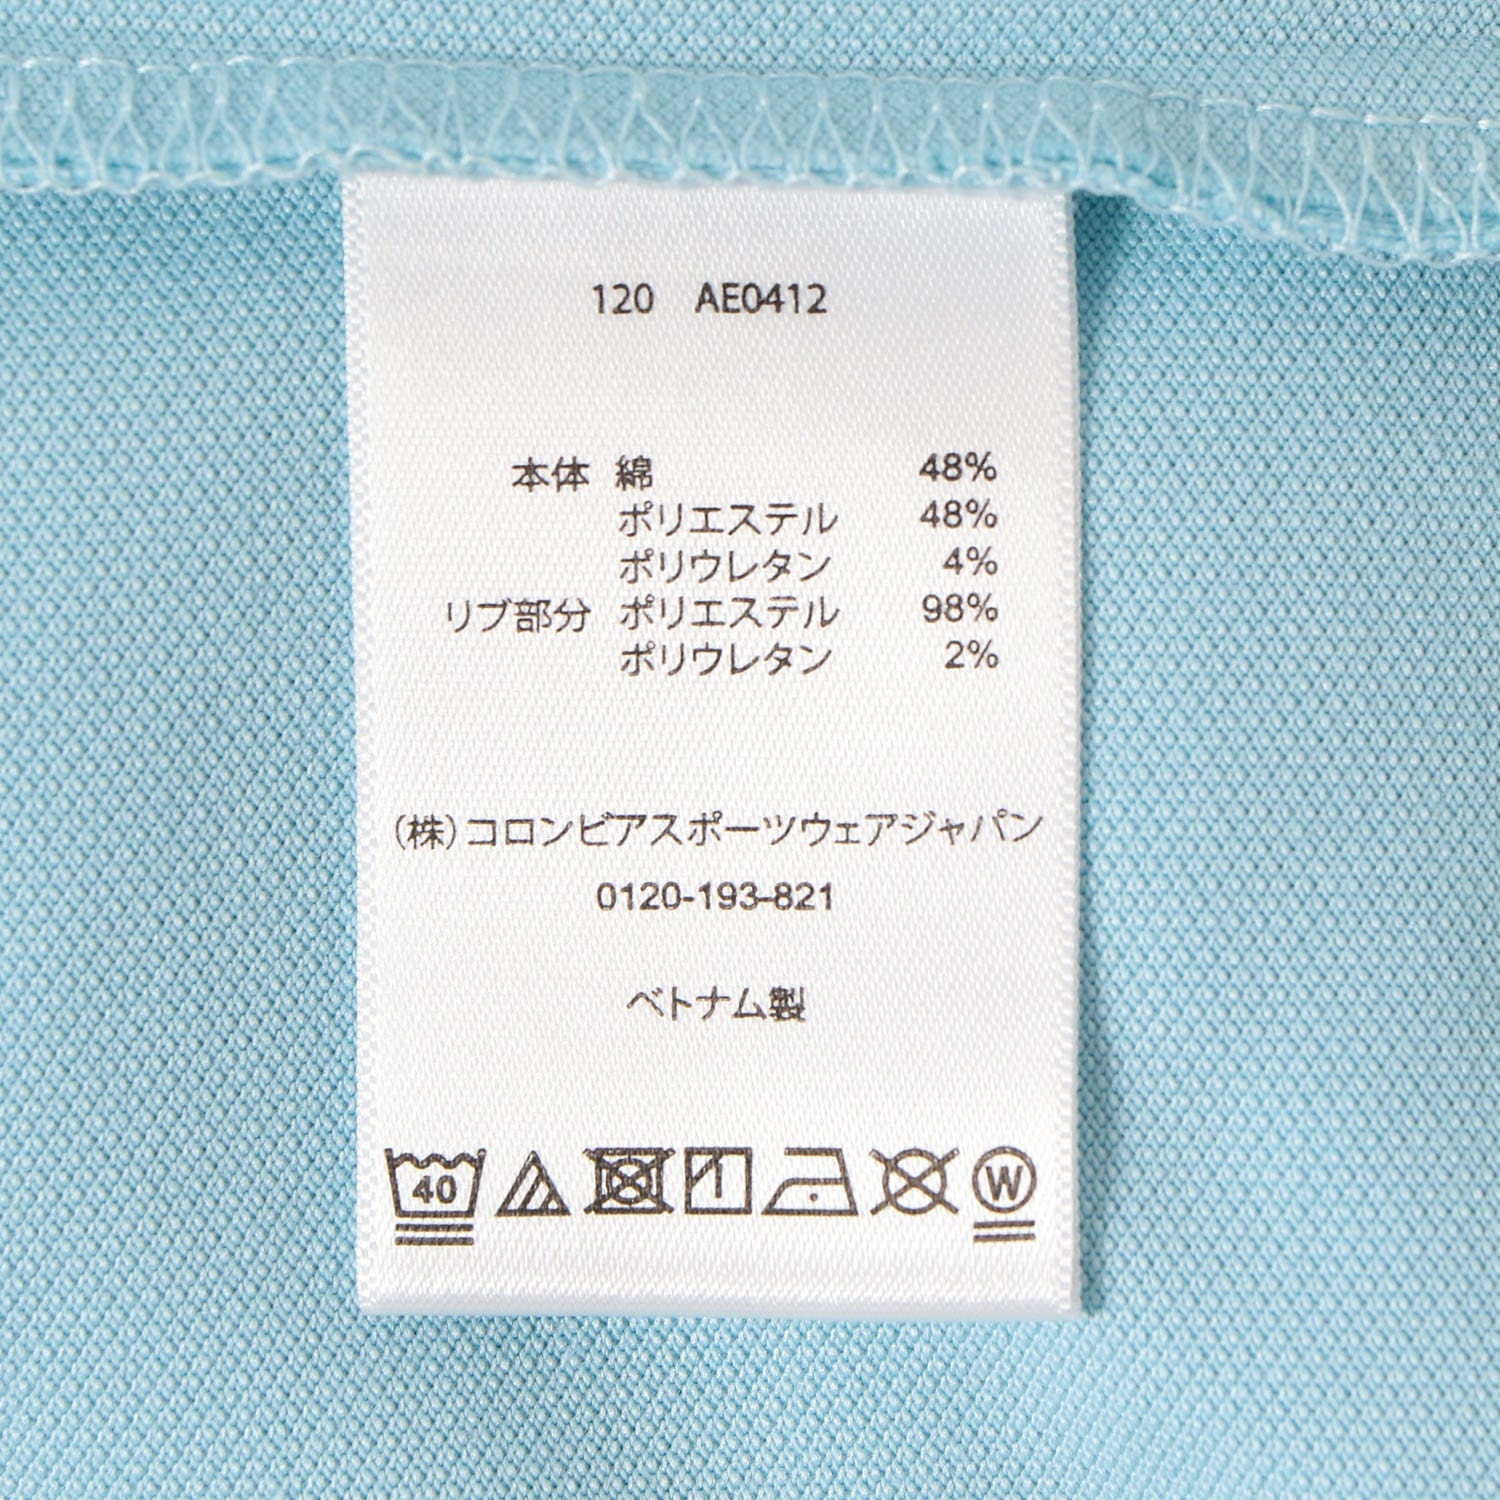 120 AE0412
本体 綿 48%
ポリエステル 48%
ポリウレタン 4%
リブ部分 ポリエステル 98%
ポリウレタン 2%
(株)コロンビアスポーツウェアジャパン
0120-193-821
ベトナム製
40 W